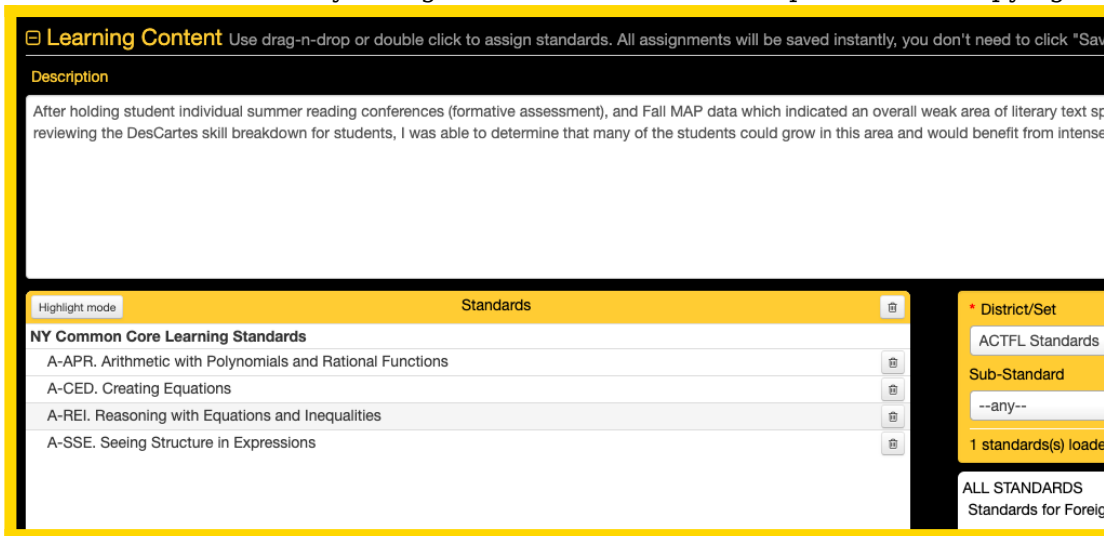 Learning Content Use drag-n-drop or double click to assign standards. All assignments will be saved instantly, you don't need to click "Sav
Description
After holding student individual summer reading conferences (formative assessment), and Fall MAP data which indicated an overall weak area of literary text sp
reviewing the DesCartes skill breakdown for students, I was able to determine that many of the students could grow in this area and would benefit from intense
Highlight mode
Standards
NY Common Core Learning Standards
A-APR. Arithmetic with Polynomials and Rational Functions
A-CED. Creating Equations
A-REI. Reasoning with Equations and Inequalities
A-SSE. Seeing Structure in Expressions
* District/Set
ACTFL Standards
Sub-Standard
--any--
1 standards(s) loade
ALL STANDARDS
Standards for Foreig